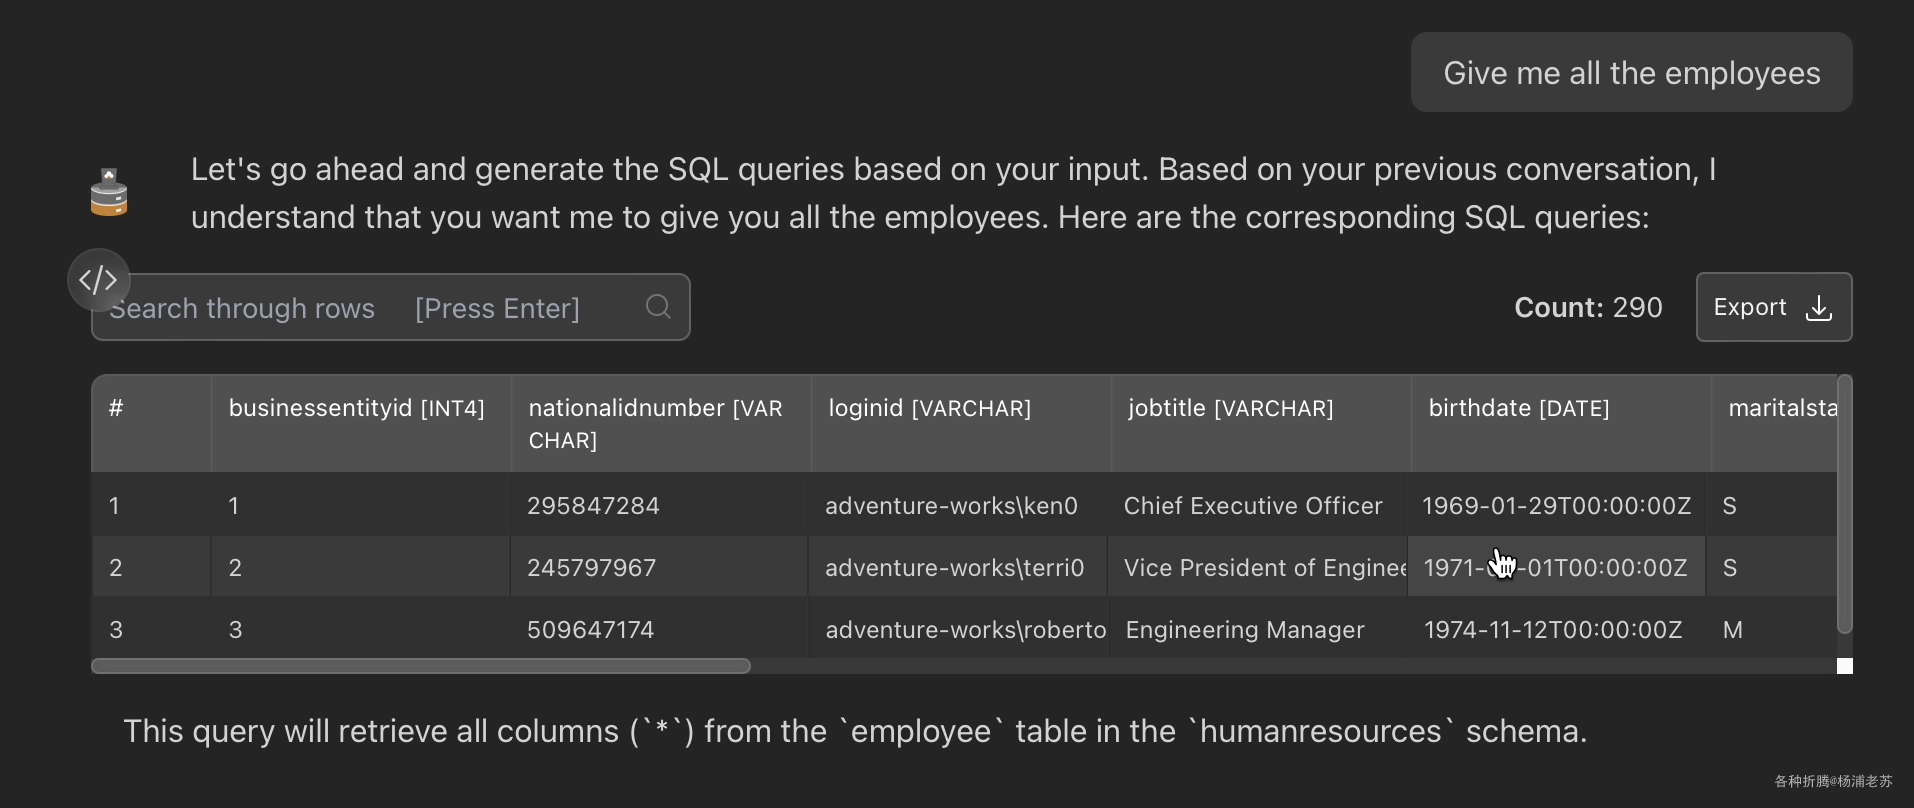 Give me all the employees
Let's go ahead and generate the SQL queries based on your input. Based on your previous conversation, I
understand that you want me to give you all the employees. Here are the corresponding SQL queries:
</>
Search through rows [Press Enter]
Count: 290 Export
# businessentityid [INT4] nationalidnumber [VAR loginid [VARCHAR] jobtitle [VARCHAR] birthdate [DATE] maritalsta
CHAR]
1 1 295847284 adventure-works\ken0 Chief Executive Officer 1969-01-29T00:00:00Z S
2 2 245797967 adventure-works\terri0 Vice President of Enginee 1971- -01T00:00:00Z S
3 3 509647174 adventure-works\roberto Engineering Manager 1974-11-12T00:00:00Z M
This query will retrieve all columns (`*`) from the `employee` table in the `humanresources` schema.
各种折腾@杨浦老苏